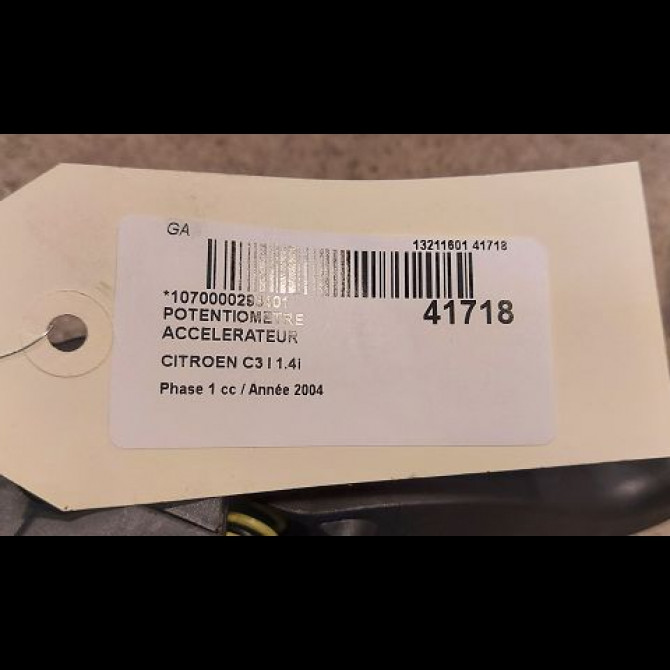 GA
13211601 41718
41718
POTENTIOMETRE
ACCELERATEUR
CITROEN C3 I 1.4i
Phase 1 cc / Année 2004